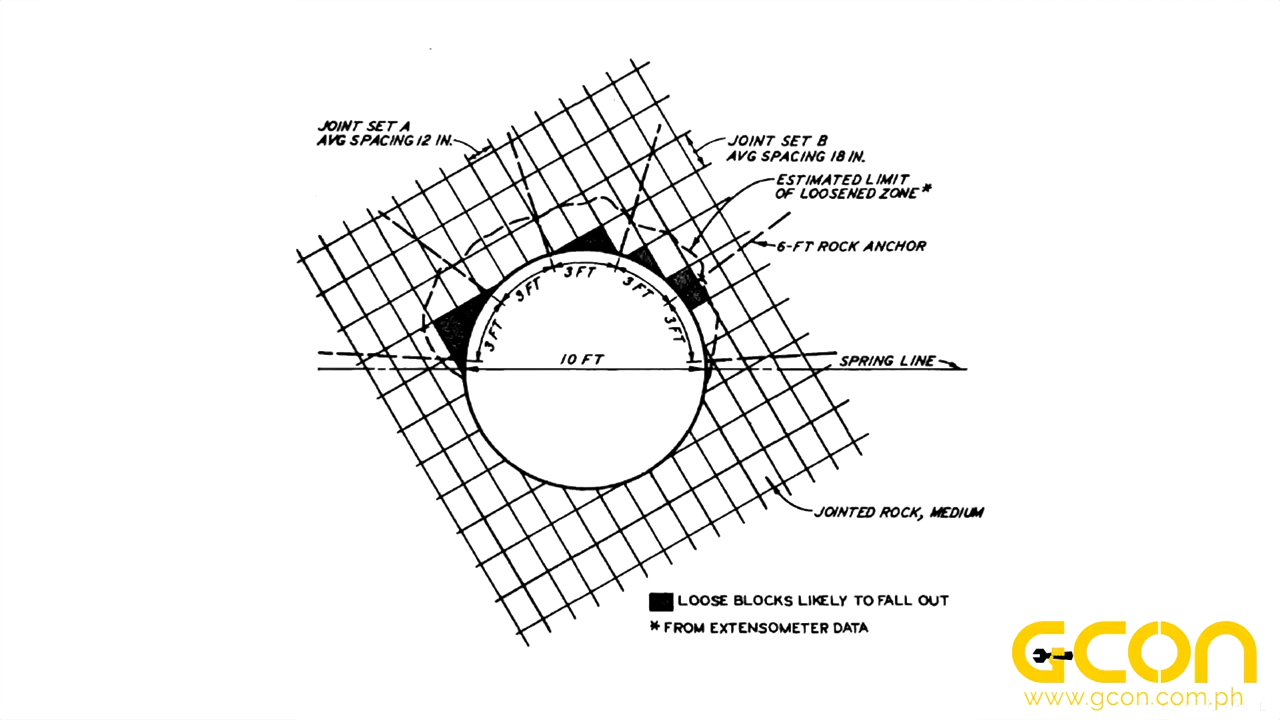 JOINT SET A
AVG SPACING 12 IN.
JOINT SET B
AVG SPACING 18 IN.
ESTIMATED LIMIT
OF LOOSENED ZONE*
6-FT ROCK ANCHOR
3 FT
3 FT
3 FT
3 FT
3 FT
10 FT
SPRING LINE
JOINTED ROCK, MEDIUM
LOOSE BLOCKS LIKELY TO FALL OUT
* FROM EXTENSOMETER DATA
GCON
www.gcon.com.ph